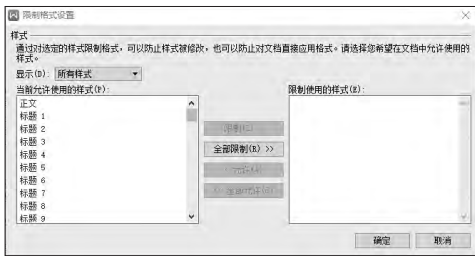 限制格式设置
样式
通过对选定的样式限制格式，可以防止样式被修改，也可以防止对文档直接应用格式。请选择您希望在文档中允许使用的
样式。
显示(D)： 所有样式
当前允许使用的样式(P)： 限制使用的样式(E)：
正文
标题 1
标题 2
标题 3
标题 4
标题 5
标题 6
标题 7
标题 8
标题 9
全部限制(R) >>
确定 取消